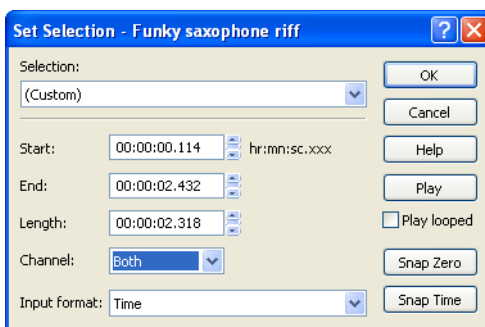 Set Selection - Funky saxophone riff
Selection:
OK
(Custom)
Cancel
Start: 00:00:00.114 hr:mn:sc.xxx
Help
End: 00:00:02.432
Play
Length: 00:00:02.318
Play looped
Channel: Both
Snap Zero
Input format: Time
Snap Time